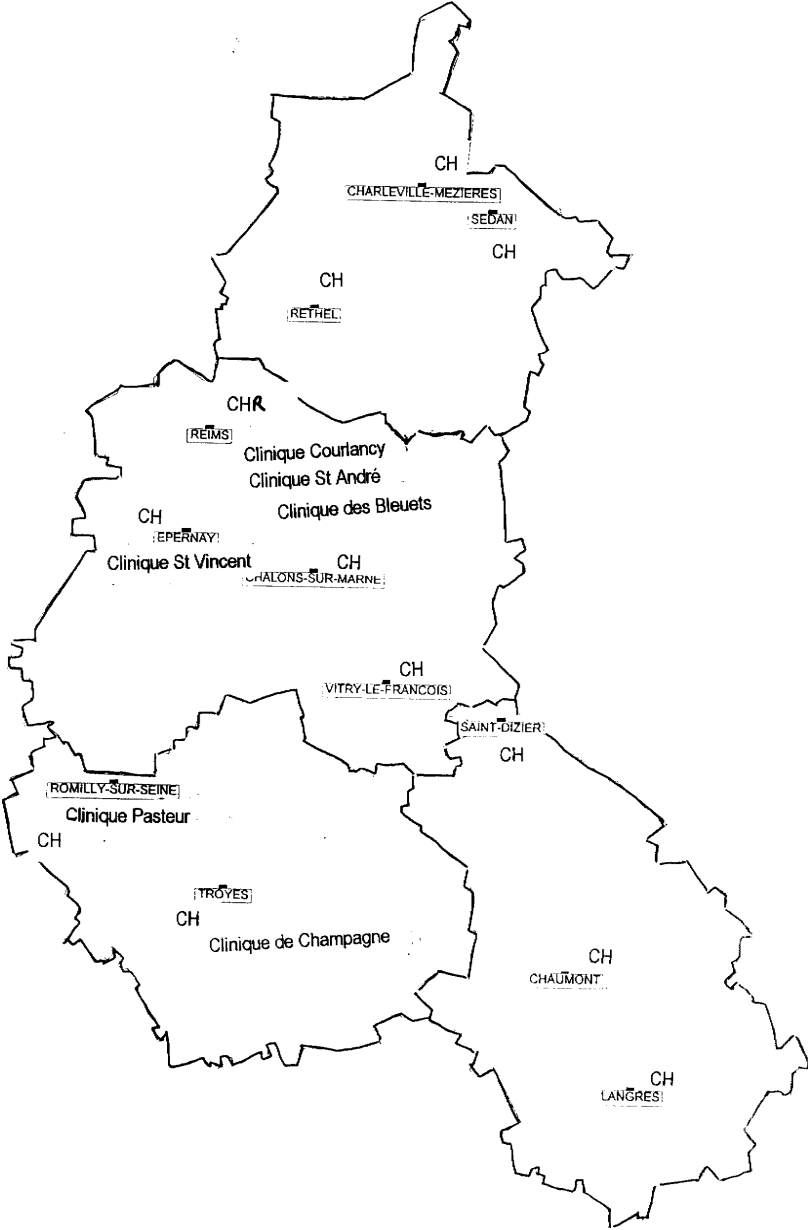 CH
CHARLEVILLE-MEZIERES
SEDAN
CH
CH
RETHEL
CHR
REIMS
Clinique Courlancy
Clinique St André
Clinique des Bleuets
CH
EPERNAY
Clinique St Vincent
CH
CHALONS-SUR-MARNE
CH
VITRY-LE-FRANCOIS
SAINT-DIZIER
CH
ROMILLY-SUR-SEINE
Clinique Pasteur
CH
TROYES
CH
Clinique de Champagne
CH
CHAUMONT
CH
LANGRES